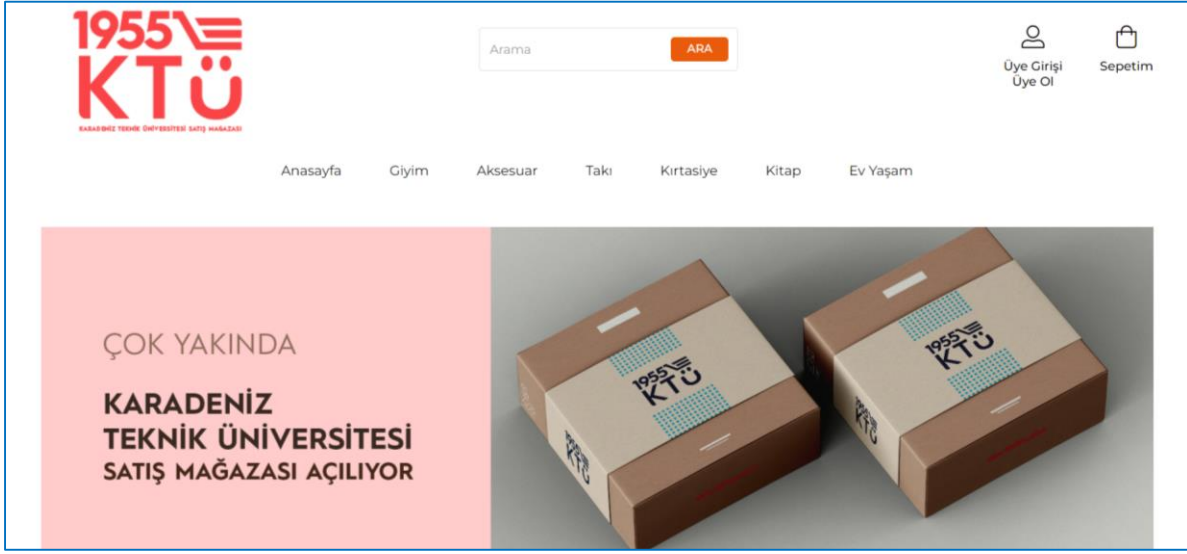 1955
KTÜ
KARADENİZ TEKNİK ÜNİVERSİTESİ SATIŞ MAĞAZASI
Arama
ARA
Üye Girişi
Üye Ol
Sepetim
Anasayfa Giyim Aksesuar Takı Kırtasiye Kitap Ev Yaşam
ÇOK YAKINDA
KARADENİZ
TEKNİK ÜNİVERSİTESİ
SATIŞ MAĞAZASI AÇILIYOR
1955
KTÜ
1955
KTÜ
1955
KTÜ
1955
KTÜ